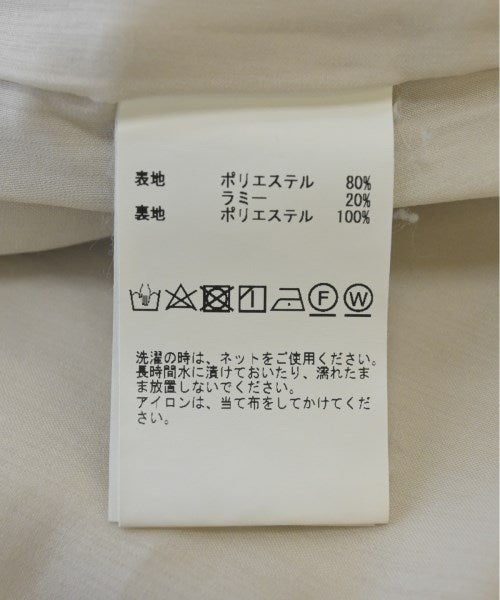 表地 ポリエステル 80%
ラミー 20%
裏地 ポリエステル 100%
F W
洗濯の時は、ネットをご使用ください。
長時間水に漬けておいたり、濡れたま
ま放置しないでください。
アイロンは、当て布をしてかけてくだ
さい。